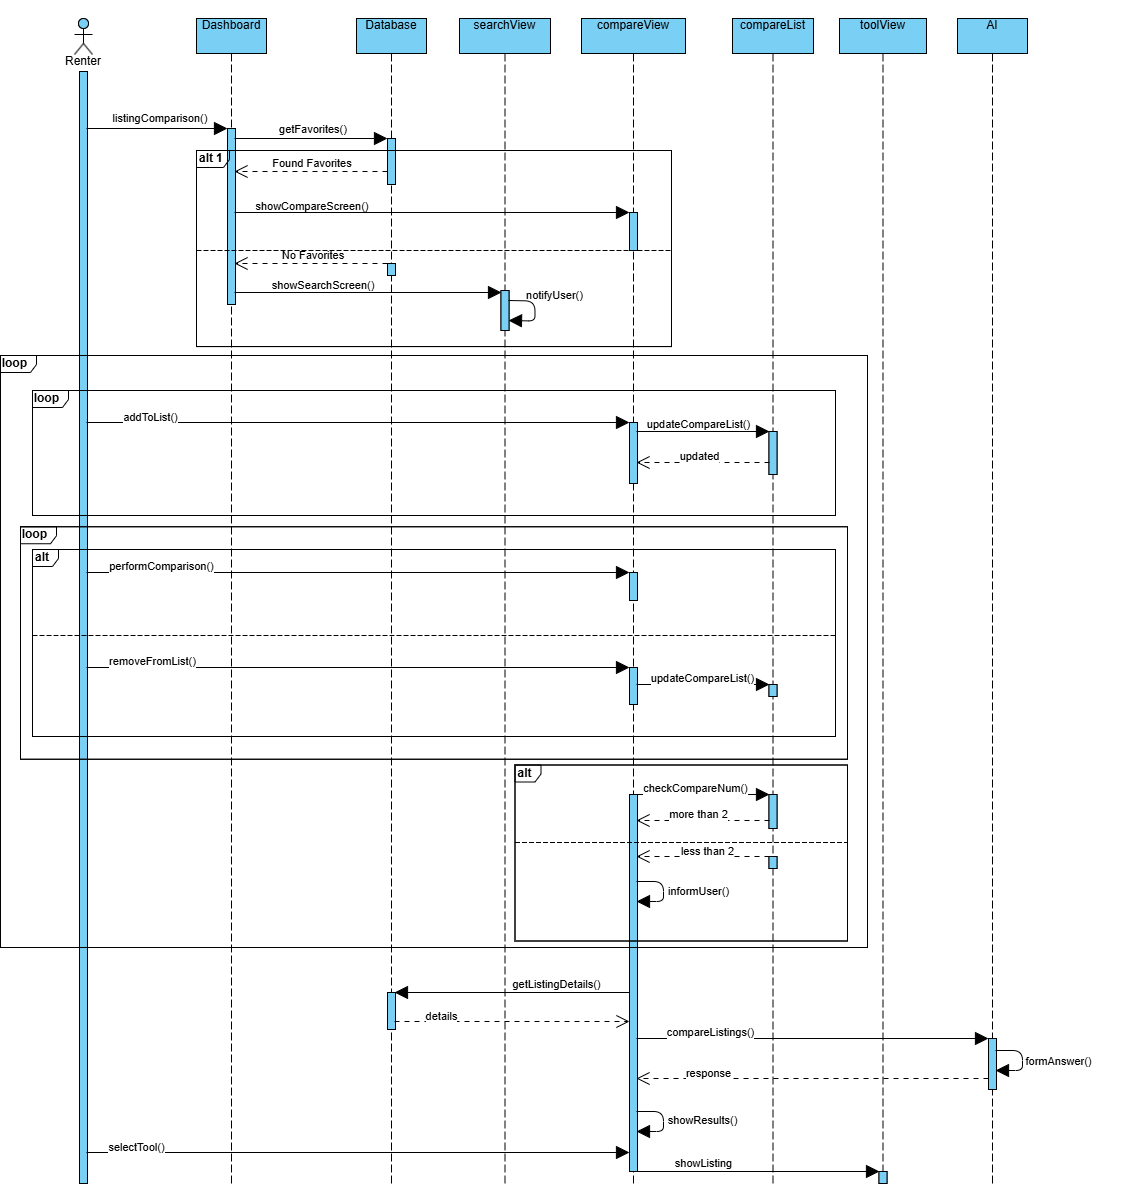 Renter
Dashboard
Database
searchView
compareView
compareList
toolView
AI
listingComparison()
getFavorites()
alt 1
Found Favorites
showCompareScreen()
No Favorites
showSearchScreen()
notifyUser()
loop
loop
addToList()
updateCompareList()
updated
loop
alt
performComparison()
removeFromList()
updateCompareList()
alt
checkCompareNum()
more than 2
less than 2
informUser()
getListingDetails()
details
compareListings()
formAnswer()
response
showResults()
selectTool()
showListing